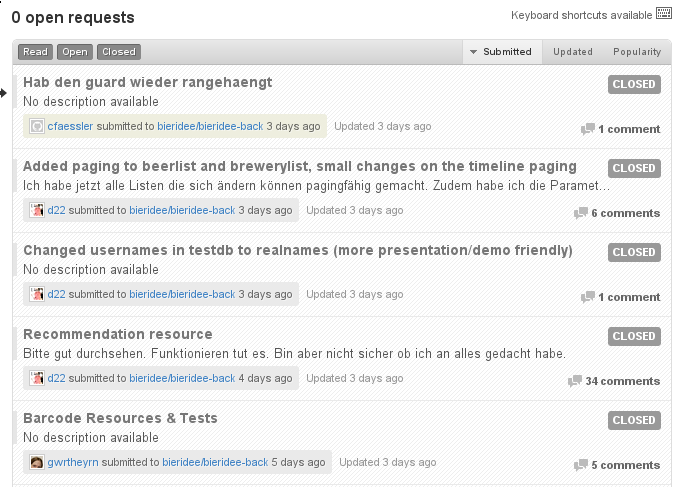 0 open requests
Keyboard shortcuts available
Read Open Closed Submitted Updated Popularity
Hab den guard wieder rangehaengt CLOSED
No description available
cfaessler submitted to bieridee/bieridee-back 3 days ago Updated 3 days ago 1 comment
Added paging to beerlist and brewerylist, small changes on the timeline paging CLOSED
Ich habe jetzt alle Listen die sich ändern können pagingfähig gemacht. Zudem habe ich die Paramet...
d22 submitted to bieridee/bieridee-back 3 days ago Updated 3 days ago 6 comments
Changed usernames in testdb to realnames (more presentation/demo friendly) CLOSED
No description available
d22 submitted to bieridee/bieridee-back 3 days ago Updated 3 days ago 1 comment
Recommendation resource CLOSED
Bitte gut durchsehen. Funktionieren tut es. Bin aber nicht sicher ob ich an alles gedacht habe.
d22 submitted to bieridee/bieridee-back 4 days ago Updated 3 days ago 34 comments
Barcode Resources & Tests CLOSED
No description available
gwrtheyrn submitted to bieridee/bieridee-back 5 days ago Updated 3 days ago 5 comments